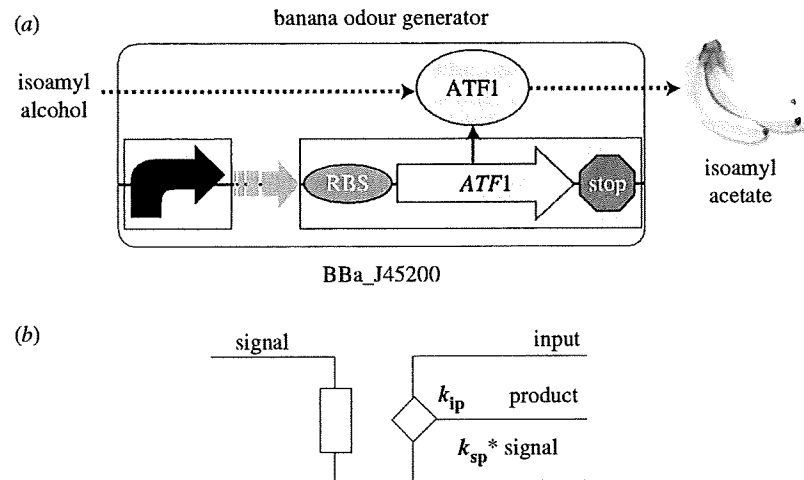 (a)
banana odour generator
isoamyl
alcohol
ATF1
RBS
ATF1
stop
isoamyl
acetate
BBa_J45200
(b)
signal
input
k_ip
product
k_sp* signal